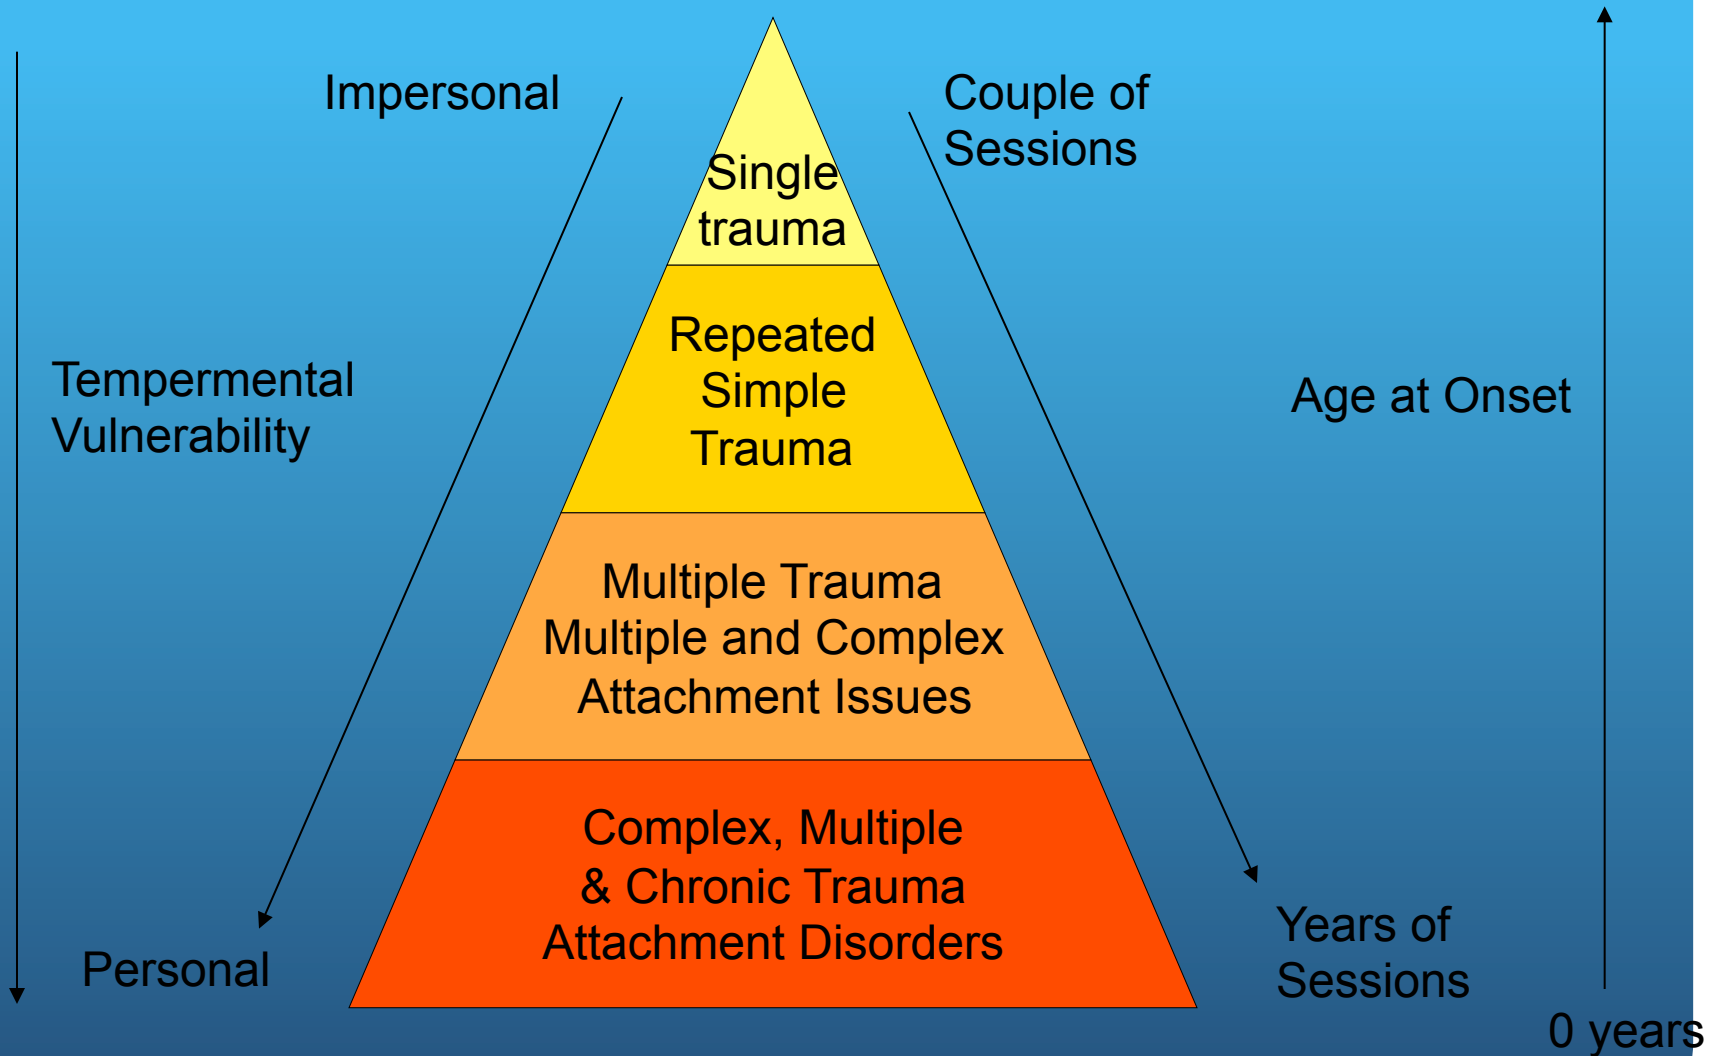 Impersonal
Couple of
Sessions
Single
trauma
Repeated
Simple
Trauma
Tempermental
Vulnerability
Age at Onset
Multiple Trauma
Multiple and Complex
Attachment Issues
Complex, Multiple
& Chronic Trauma
Attachment Disorders
Personal
Years of
Sessions
0 years